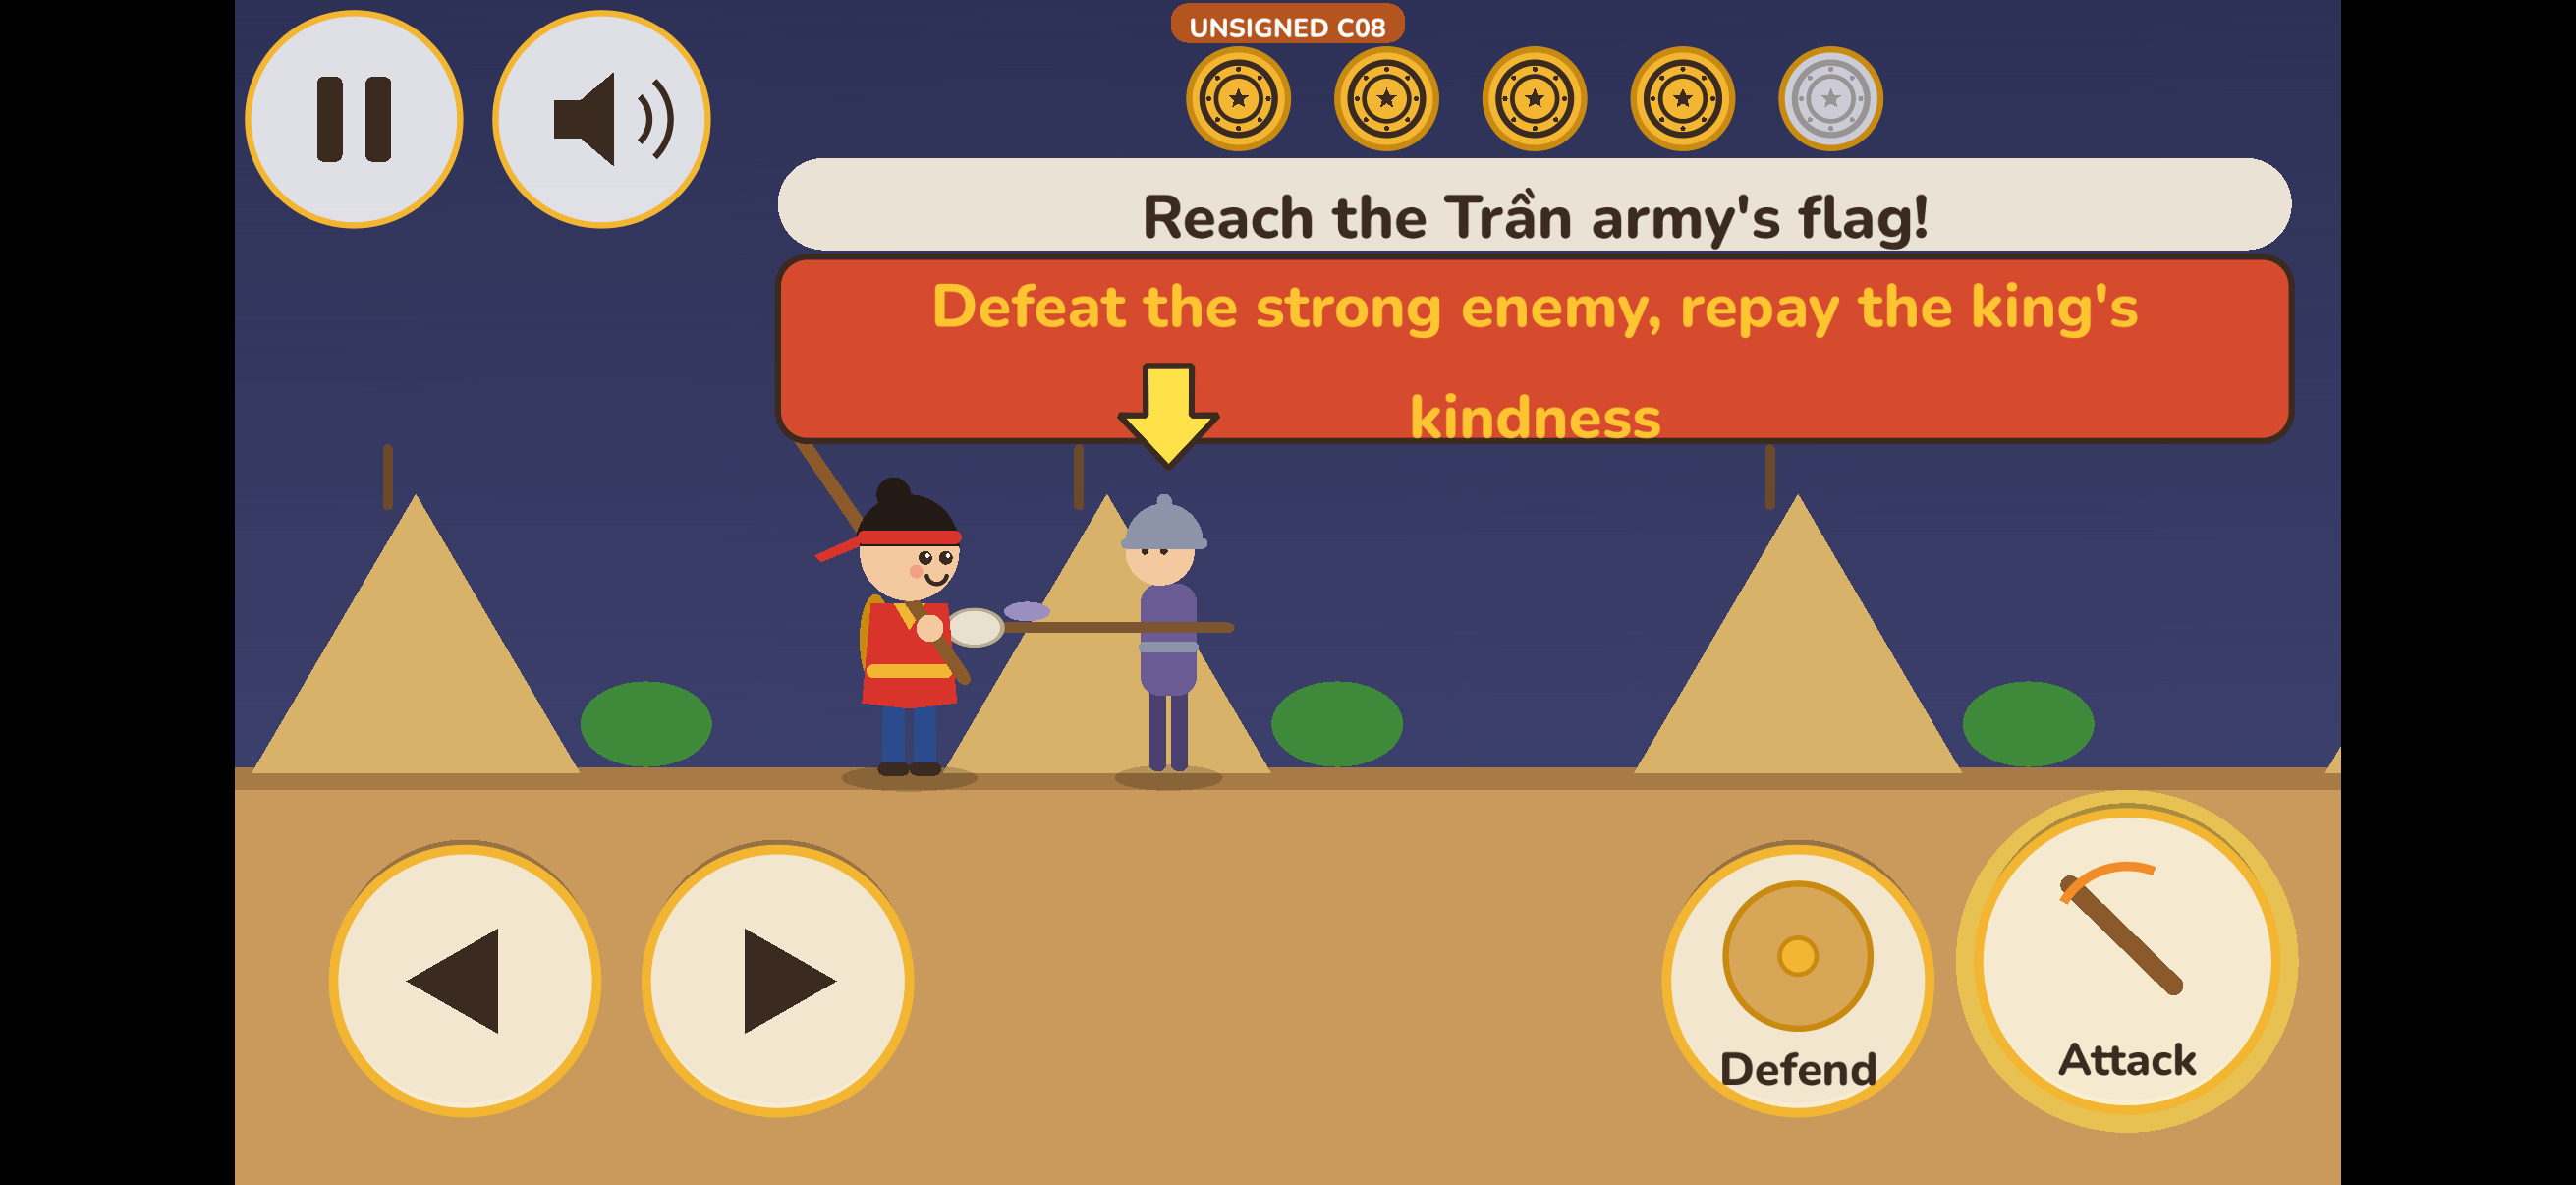 UNSIGNED C08
Reach the Trần army's flag!
Defeat the strong enemy, repay the king's
kindness
Defend
Attack